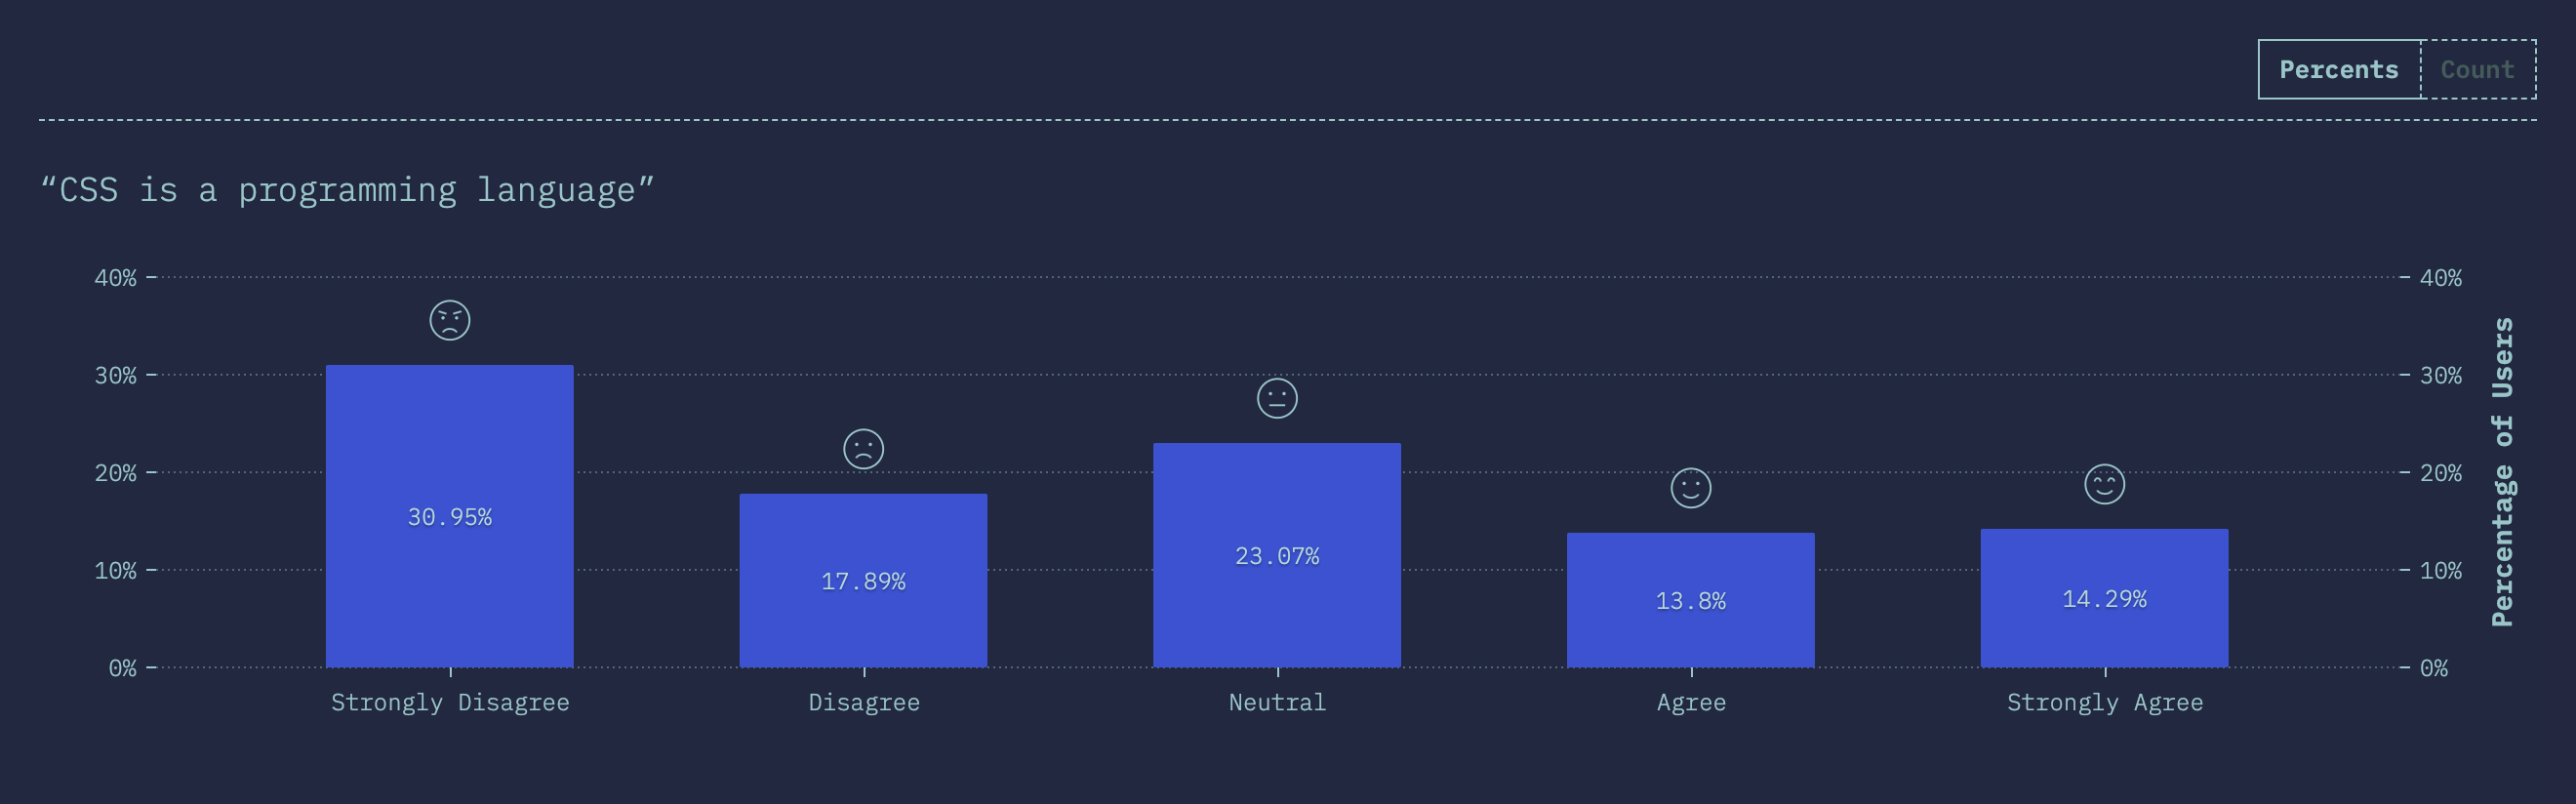 Percents Count
“CSS is a programming language”
40% 40%
30% 30%
20% 20%
10% 10%
0% 0%
30.95%
17.89%
23.07%
13.8%
14.29%
Strongly Disagree Disagree Neutral Agree Strongly Agree
Percentage of Users